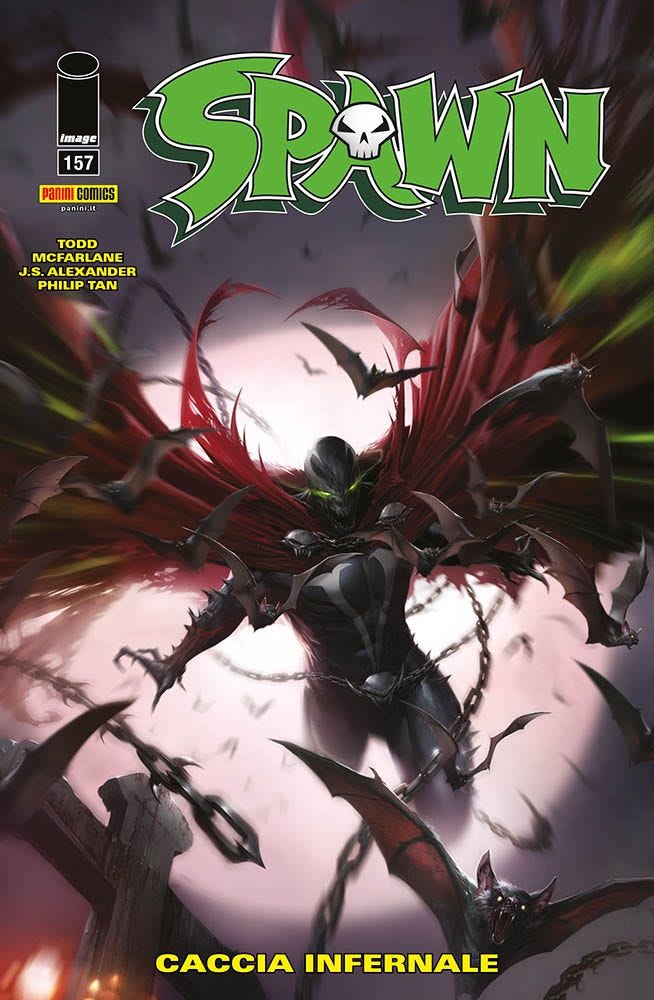 SPAWN
image
157
PANINI COMICS
panini.it
TODD
MCFARLANE
J.S. ALEXANDER
PHILIP TAN
CACCIA INFERNALE